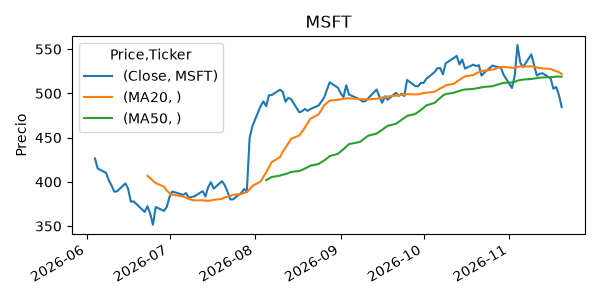 MSFT
Price,Ticker
(Close, MSFT)
(MA20, )
(MA50, )
Precio
550
500
450
400
350
2026-06
2026-07
2026-08
2026-09
2026-10
2026-11